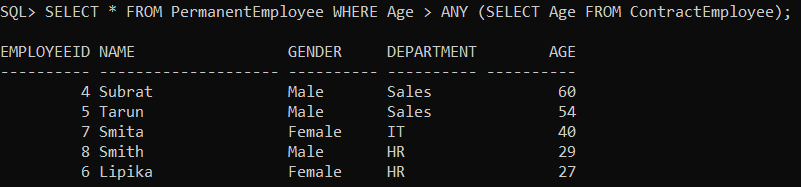 SQL> SELECT * FROM PermanentEmployee WHERE Age > ANY (SELECT Age FROM ContractEmployee);
EMPLOYEEID NAME                 GENDER     DEPARTMENT        AGE
---------- -------------------- ---------- ---------- ----------
         4 Subrat               Male       Sales              60
         5 Tarun                Male       Sales              54
         7 Smita                Female     IT                 40
         8 Smith                Male       HR                 29
         6 Lipika               Female     HR                 27